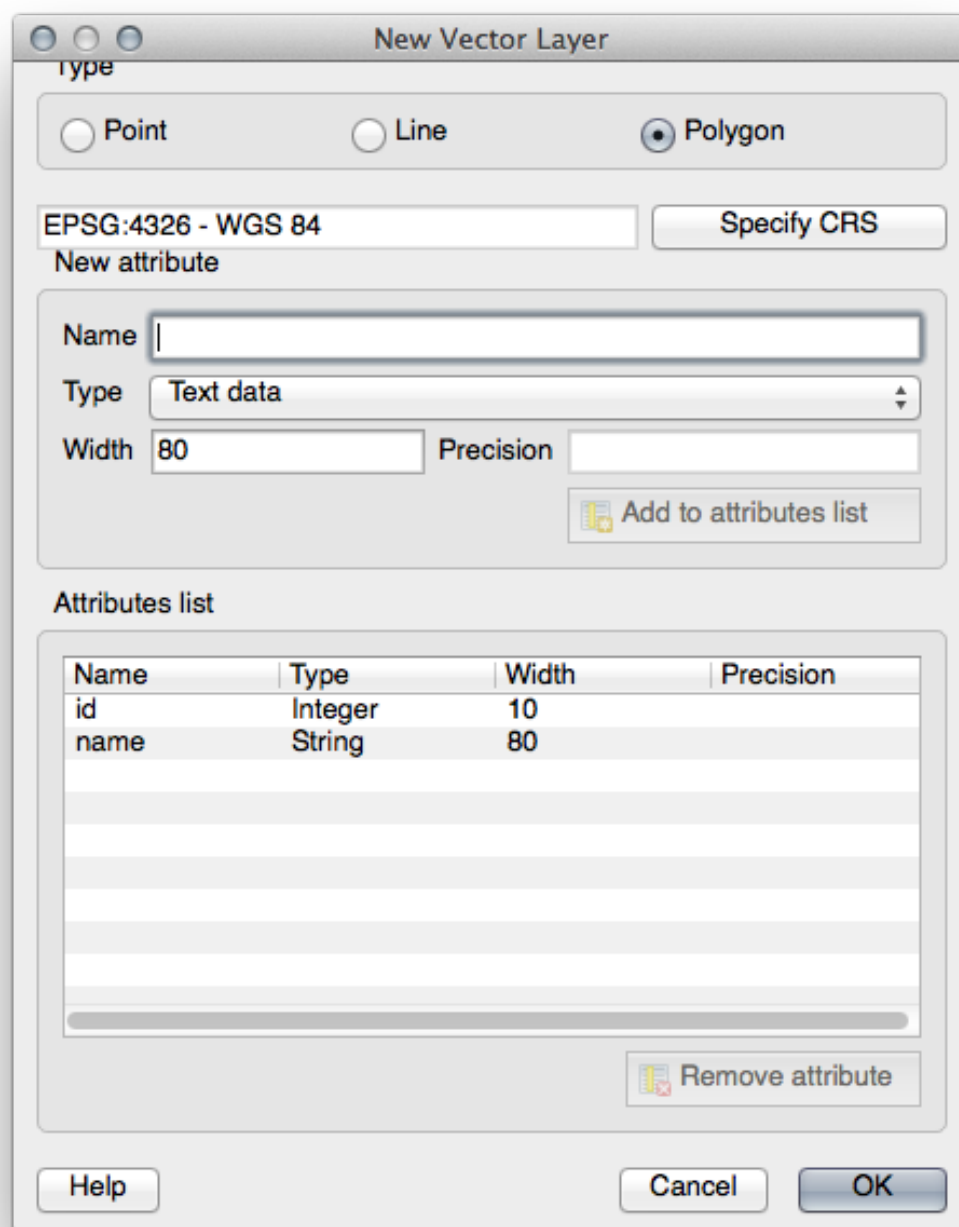 New Vector Layer
Type
Point Line Polygon
EPSG:4326 - WGS 84 Specify CRS
New attribute
Name
Type Text data
Width 80 Precision
Add to attributes list
Attributes list
Name Type Width Precision
id Integer 10
name String 80
Remove attribute
Help Cancel OK